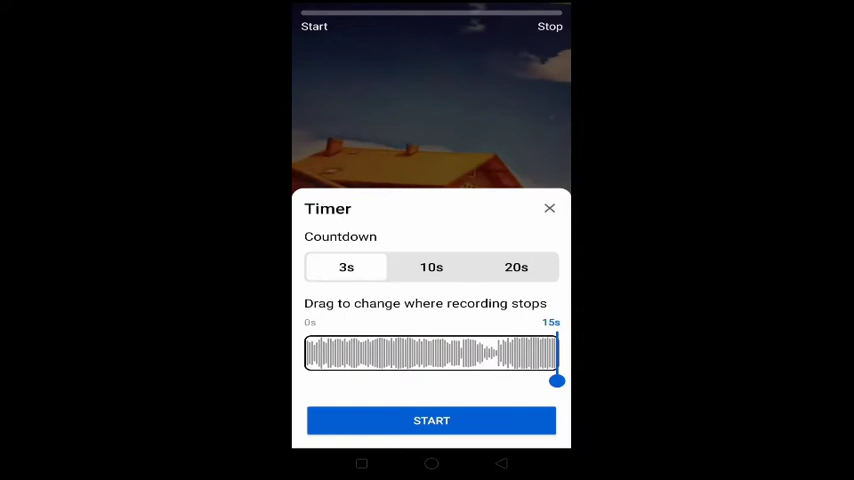 Start Stop
Timer
Countdown
3s 10s 20s
Drag to change where recording stops
0s 15s
START